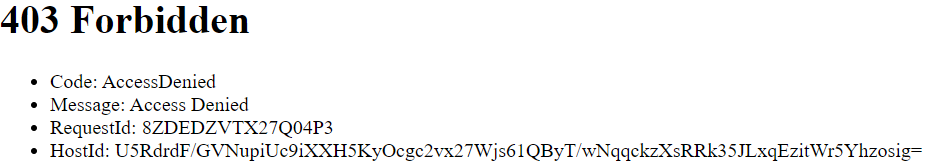 403 Forbidden
• Code: AccessDenied
• Message: Access Denied
• RequestId: 8ZDEDZVTX27Q04P3
• HostId: U5RdrdF/GVNupiUc9iXXH5KyOcgc2vx27Wjs61QByT/wNqqckzXsRRk35JLxqEzitWr5Yhzosig=